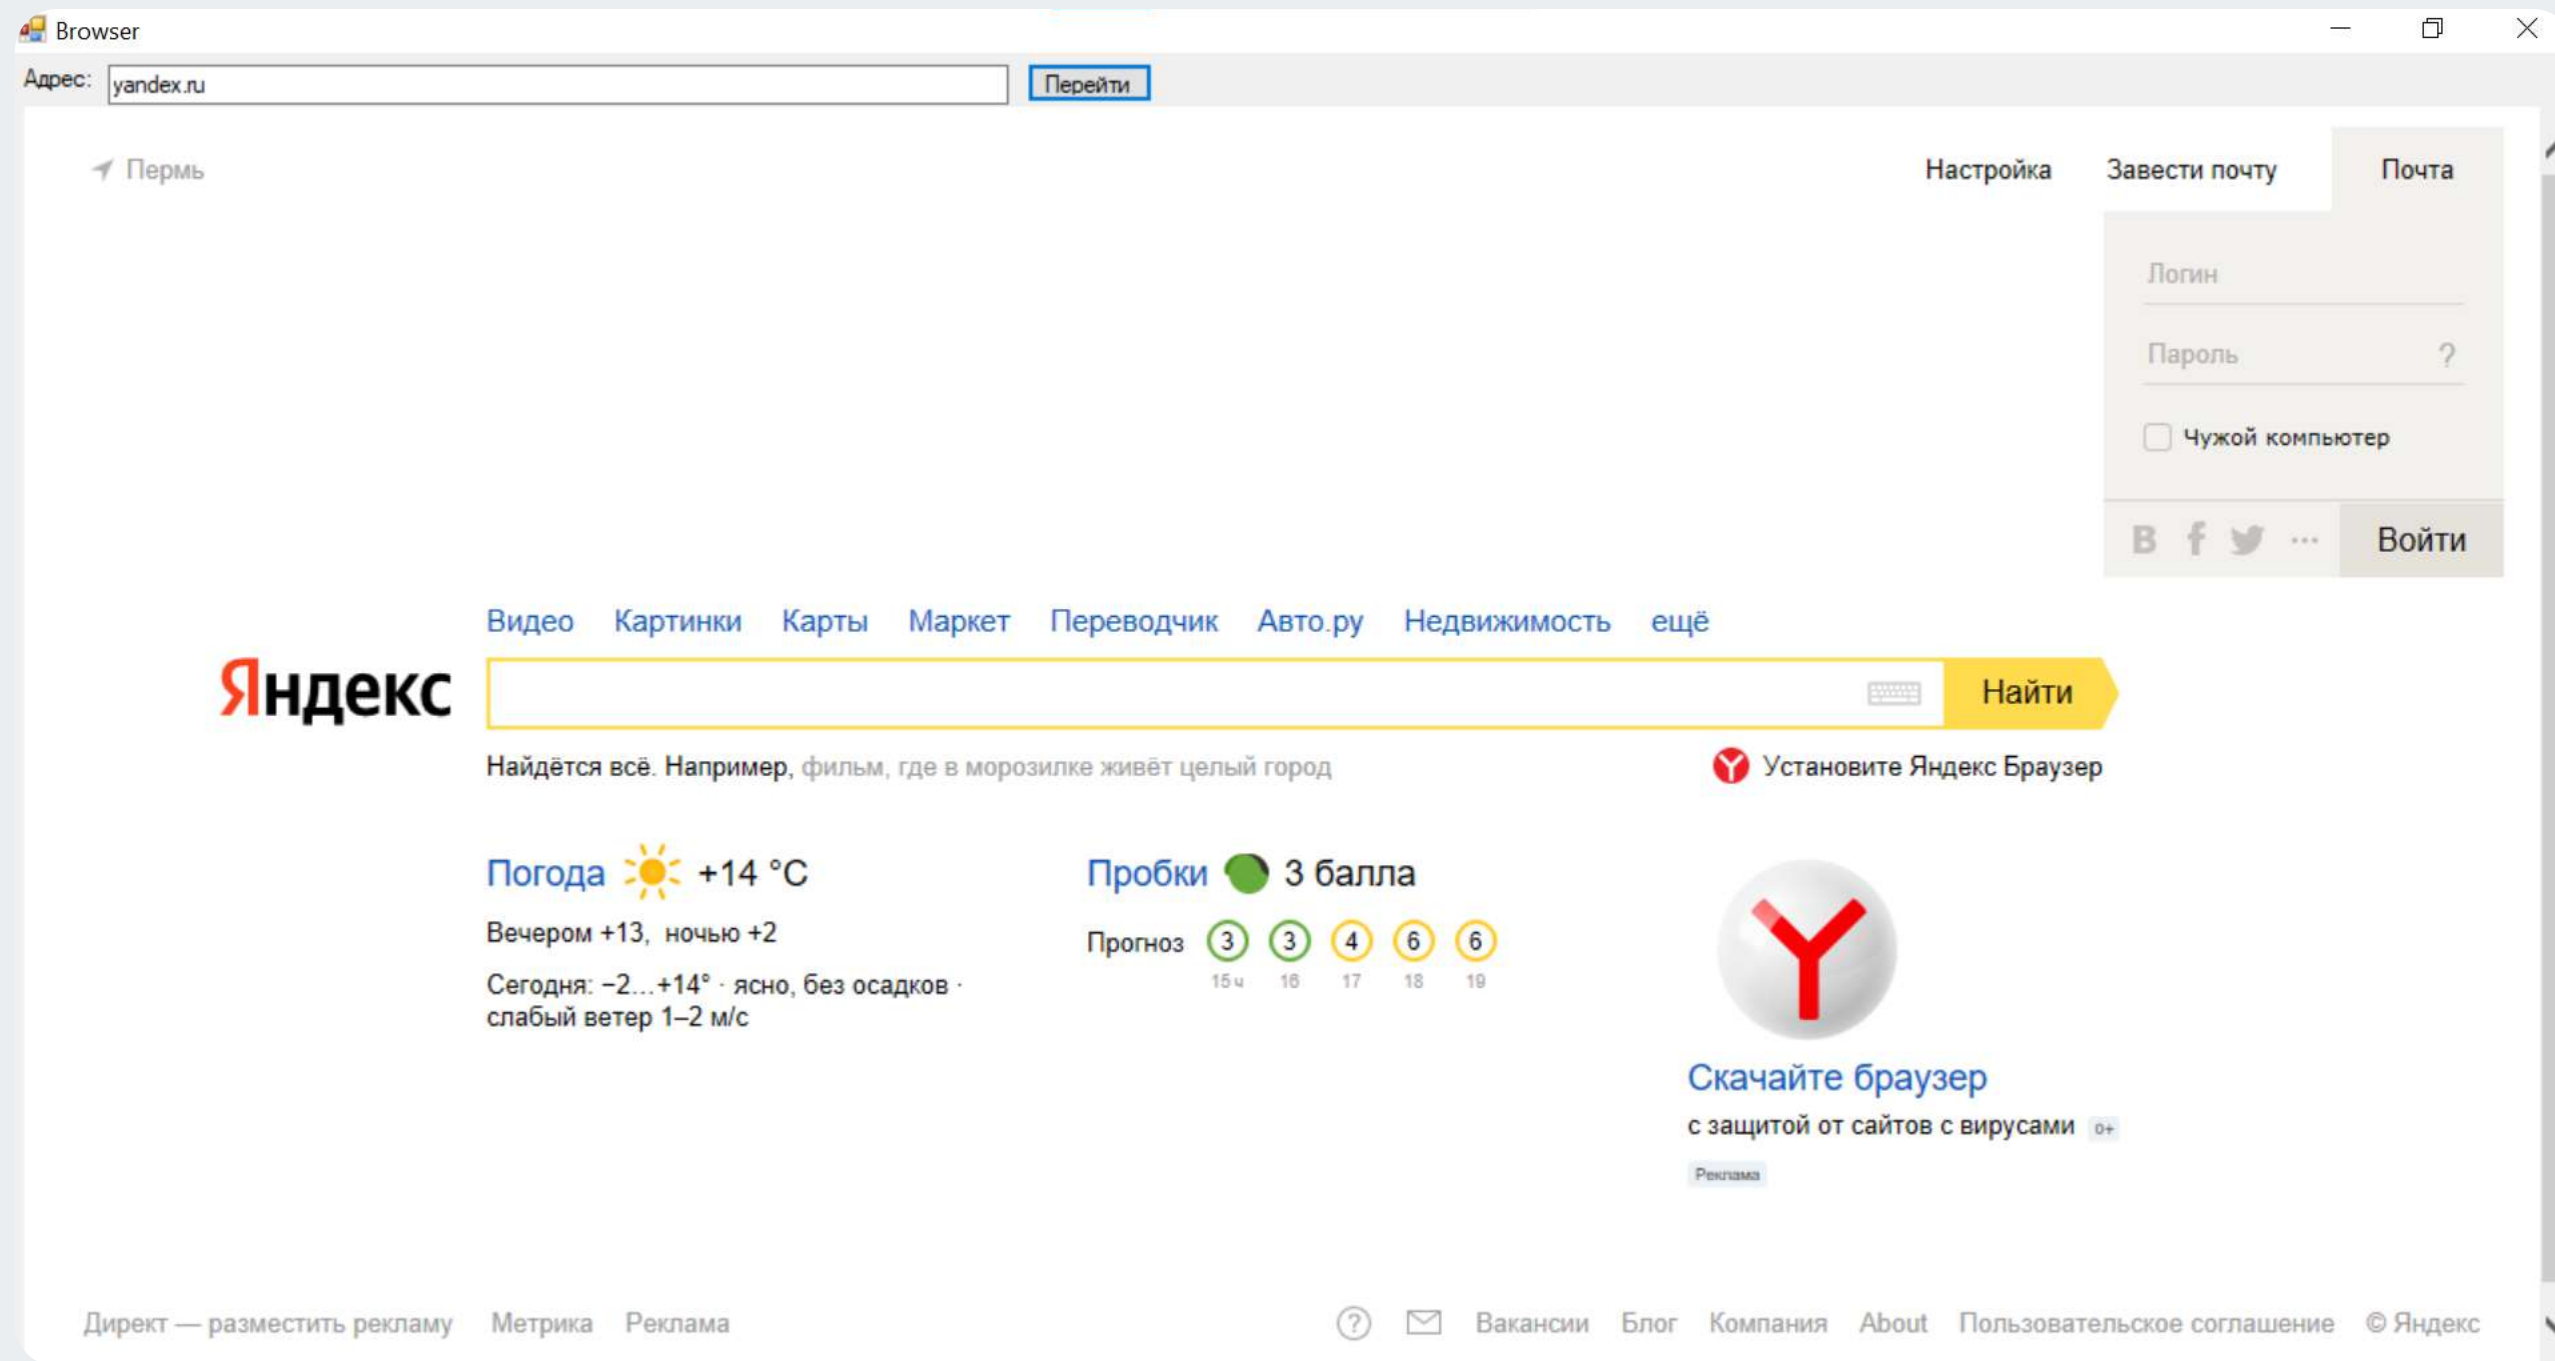 Browser
Адрес: yandex.ru Перейти
Пермь Настройка Завести почту Почта
Логин
Пароль ?
Чужой компьютер
В f ... Войти
Видео Картинки Карты Маркет Переводчик Авто.ру Недвижимость ещё
Яндекс Найти
Найдётся всё. Например, фильм, где в морозилке живёт целый город Установите Яндекс Браузер
Погода +14 °C Пробки 3 балла
Вечером +13, ночью +2
Прогноз 3 3 4 6 6
15 ч 16 17 18 19
Сегодня: −2…+14° · ясно, без осадков ·
слабый ветер 1–2 м/с
Скачайте браузер
с защитой от сайтов с вирусами 0+
Реклама
Директ — разместить рекламу Метрика Реклама ? Вакансии Блог Компания About Пользовательское соглашение © Яндекс